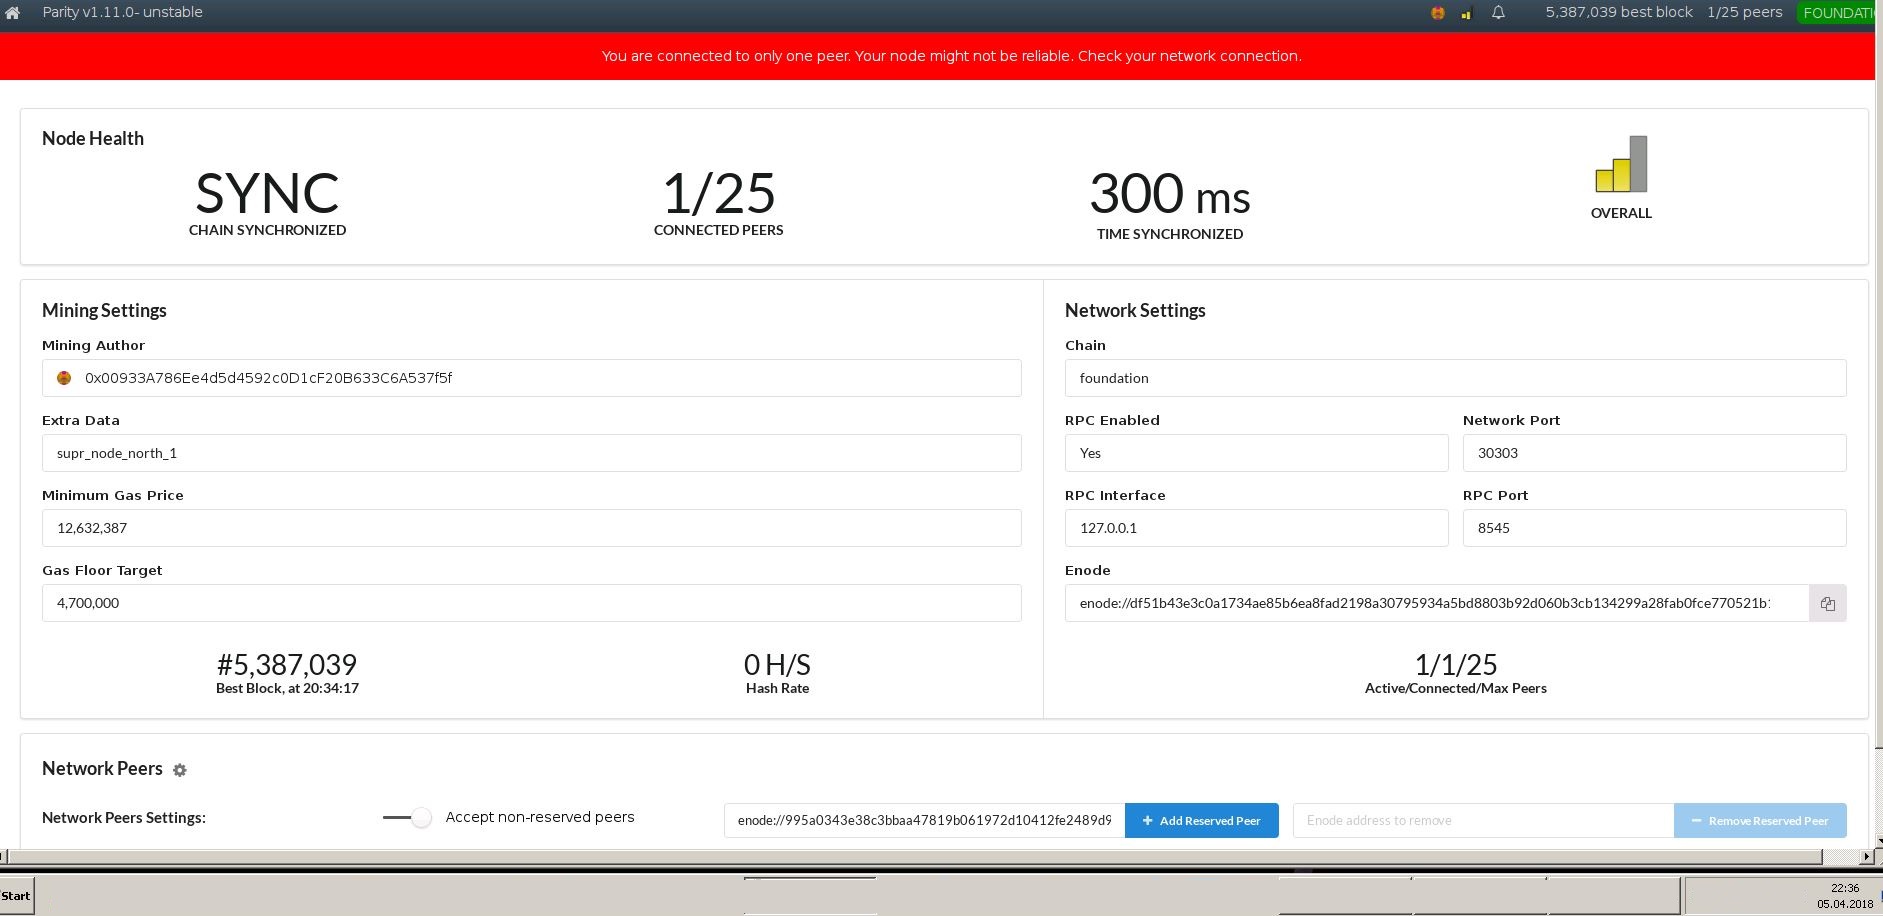 Parity v1.11.0- unstable
5,387,039 best block 1/25 peers
You are connected to only one peer. Your node might not be reliable. Check your network connection.
Node Health
SYNC
CHAIN SYNCHRONIZED
1/25
CONNECTED PEERS
300 ms
TIME SYNCHRONIZED
OVERALL
Mining Settings
Mining Author
0x00933A786Ee4d5d4592c0D1cF20B633C6A537f5f
Extra Data
supr_node_north_1
Minimum Gas Price
12,632,387
Gas Floor Target
4,700,000
#5,387,039
Best Block, at 20:34:17
0 H/S
Hash Rate
Network Settings
Chain
foundation
RPC Enabled
Yes
Network Port
30303
RPC Interface
127.0.0.1
RPC Port
8545
Enode
enode://df51b43e3c0a1734ae85b6ea8fad2198a30795934a5bd8803b92d060b3cb134299a28fab0fce770521b
1/1/25
Active/Connected/Max Peers
Network Peers
Network Peers Settings:
Accept non-reserved peers
enode://995a0343e38c3bbaa47819b061972d10412fe2489d9
+ Add Reserved Peer
Enode address to remove
− Remove Reserved Peer
Start
22:36
05.04.2018